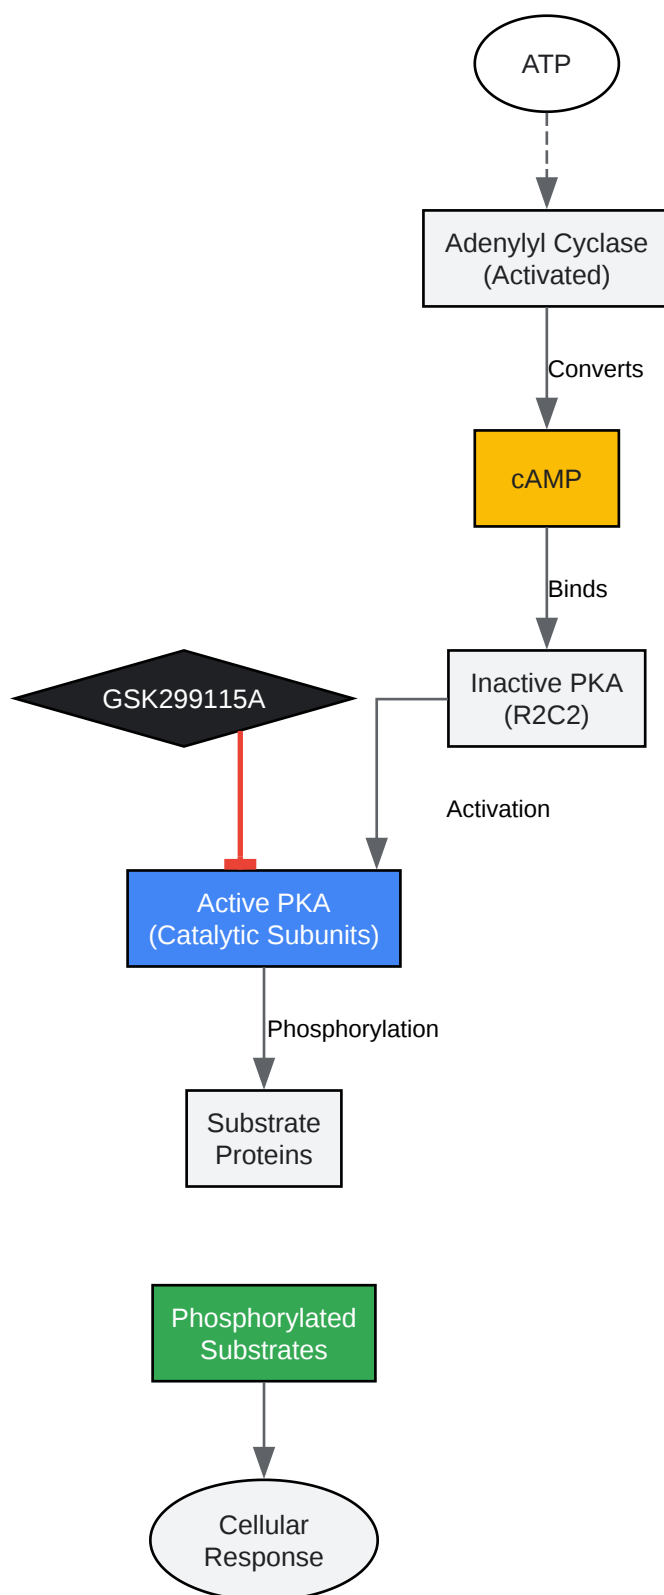 ATP
Adenylyl Cyclase
(Activated)
Converts
cAMP
Binds
GSK299115A
Inactive PKA
(R2C2)
Activation
Active PKA
(Catalytic Subunits)
Phosphorylation
Substrate
Proteins
Phosphorylated
Substrates
Cellular
Response